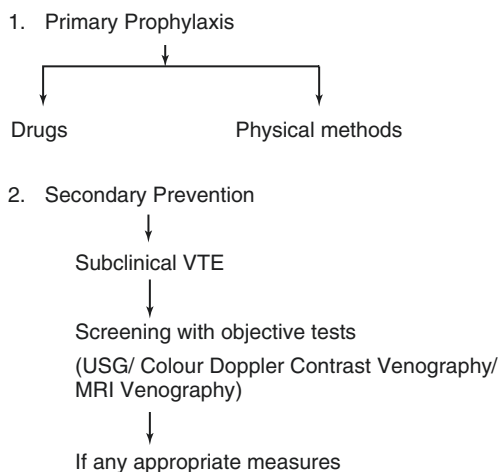 1. Primary Prophylaxis
Drugs Physical methods
2. Secondary Prevention
Subclinical VTE
Screening with objective tests
(USG/ Colour Doppler Contrast Venography/
MRI Venography)
If any appropriate measures